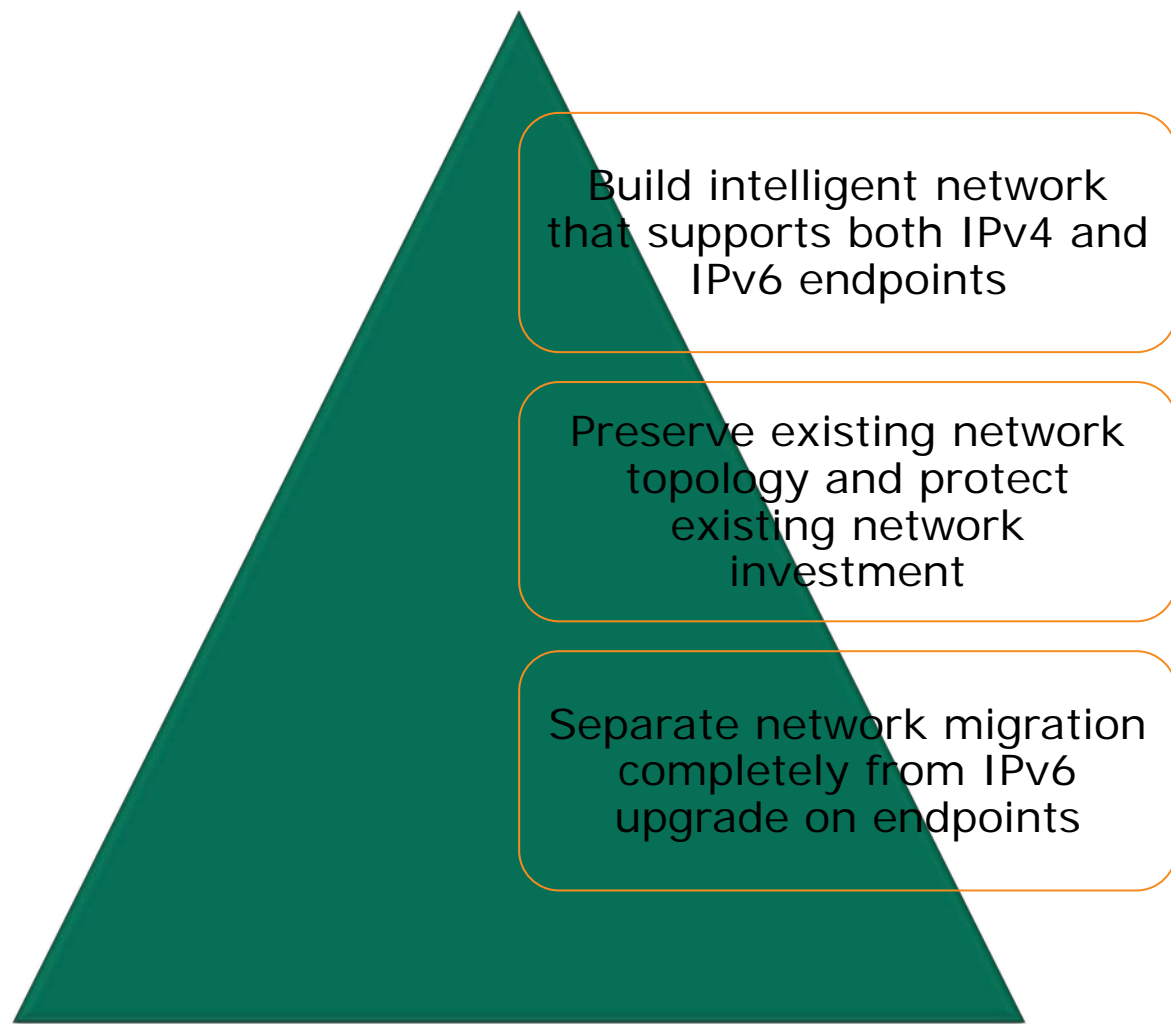 Build intelligent network
that supports both IPv4 and
IPv6 endpoints
Preserve existing network
topology and protect
existing network
investment
Separate network migration
completely from IPv6
upgrade on endpoints